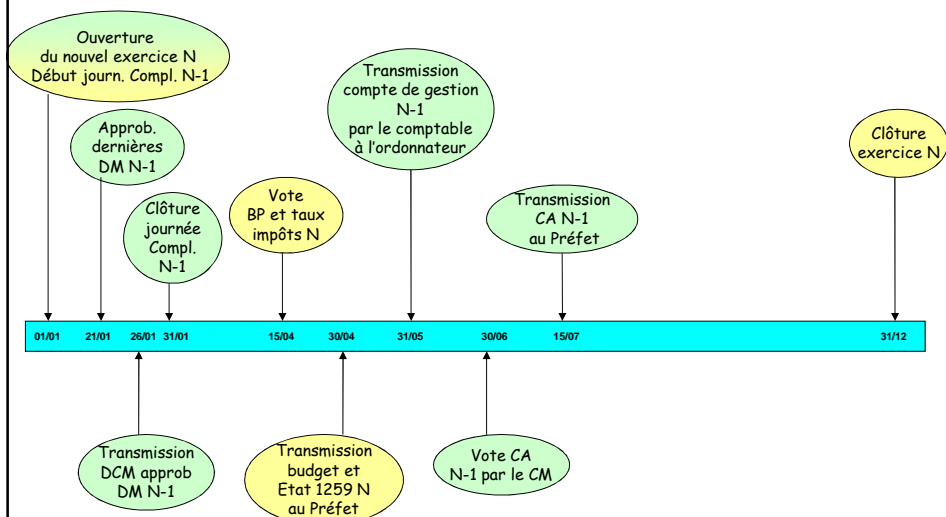 Ouverture
du nouvel exercice N
Début journ. Compl. N-1
Approb.
dernières
DM N-1
Clôture
journée
Compl.
N-1
Vote
BP et taux
impôts N
Transmission
compte de gestion
N-1
par le comptable
à l'ordonnateur
Transmission
CA N-1
au Préfet
Clôture
exercice N
01/01 21/01 26/01 31/01 15/04 30/04 31/05 30/06 15/07 31/12
Transmission
DCM approb
DM N-1
Transmission
budget et
Etat 1259 N
au Préfet
Vote CA
N-1 par le CM